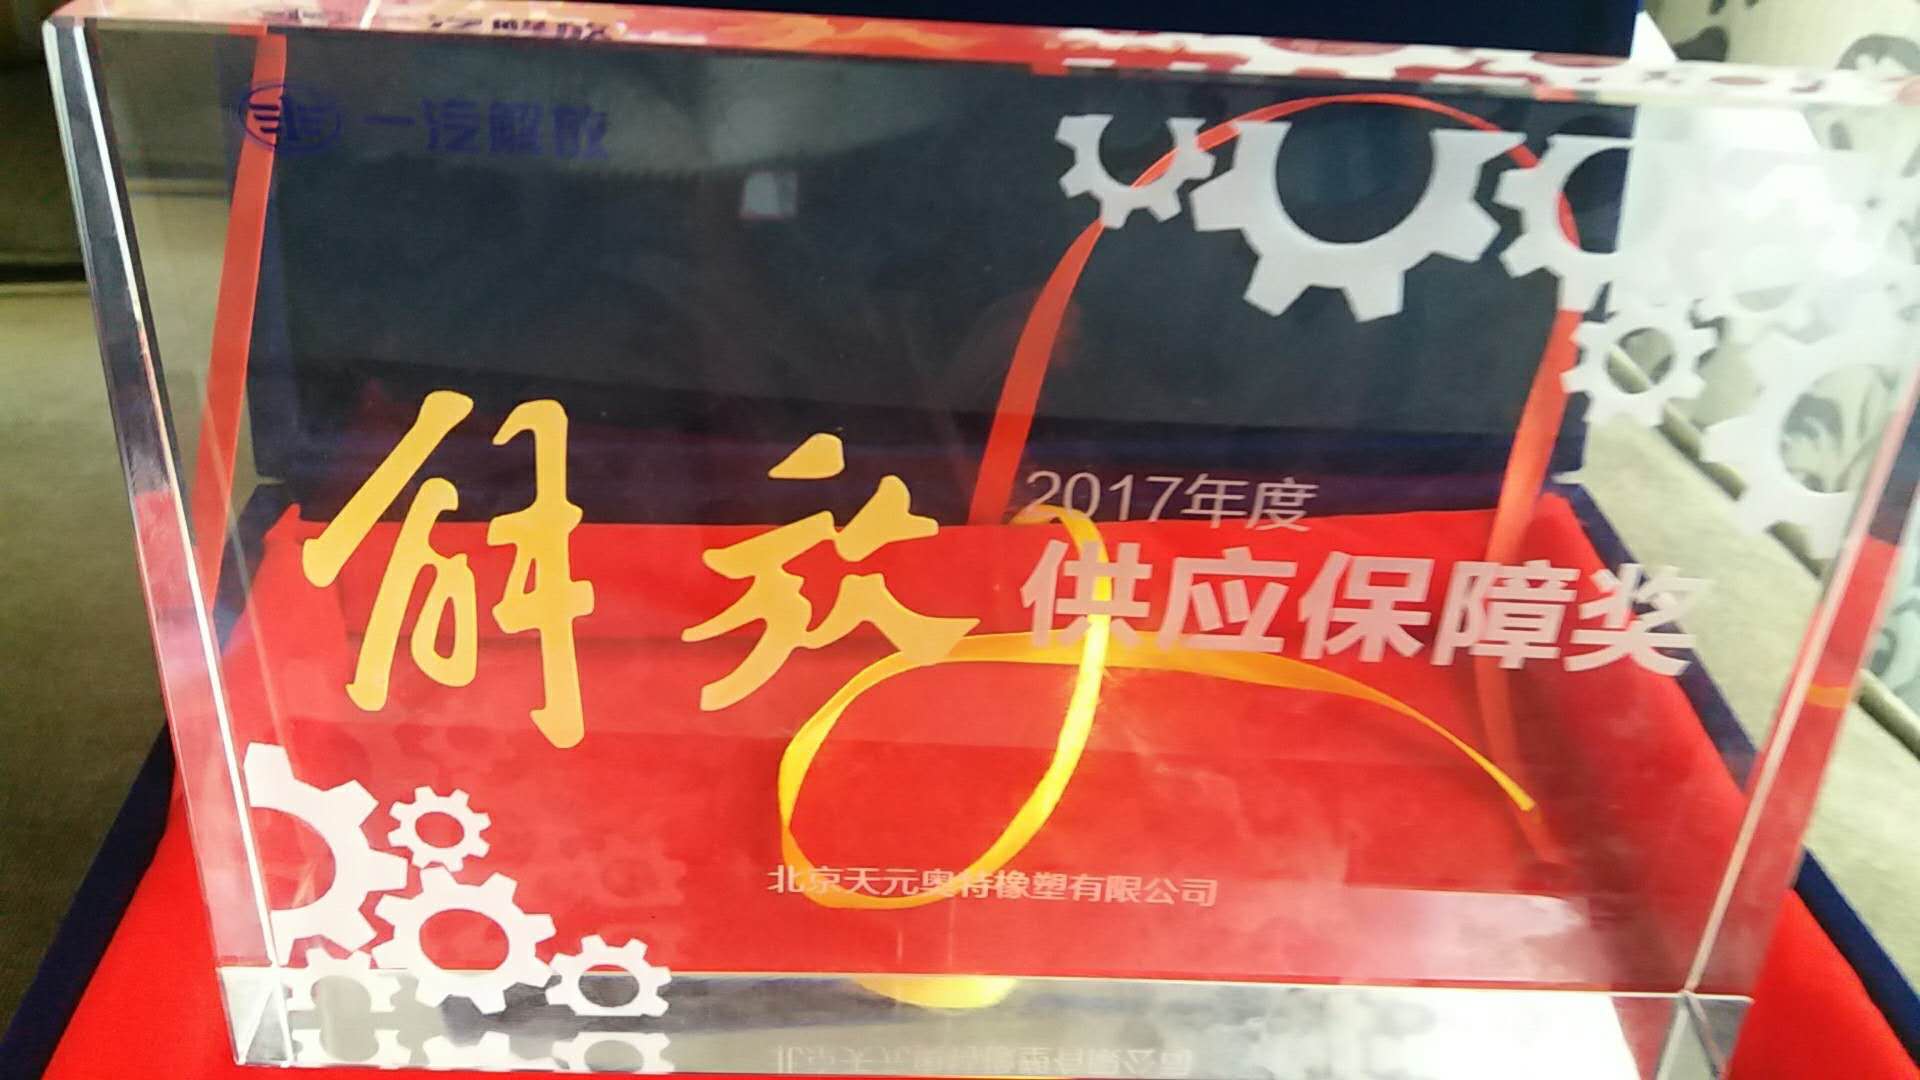 一汽解放
解放
2017年度
供应保障奖
北京天元奥特橡塑有限公司